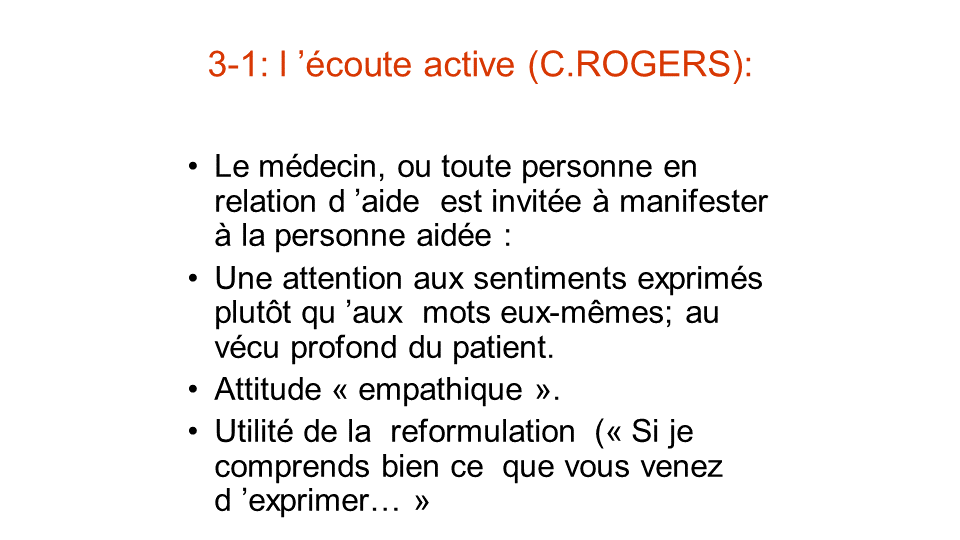 3-1: l ’écoute active (C.ROGERS):
• Le médecin, ou toute personne en
relation d ’aide  est invitée à manifester
à la personne aidée :
• Une attention aux sentiments exprimés
plutôt qu ’aux  mots eux-mêmes; au
vécu profond du patient.
• Attitude « empathique ».
• Utilité de la  reformulation  (« Si je
comprends bien ce  que vous venez
d ’exprimer… »